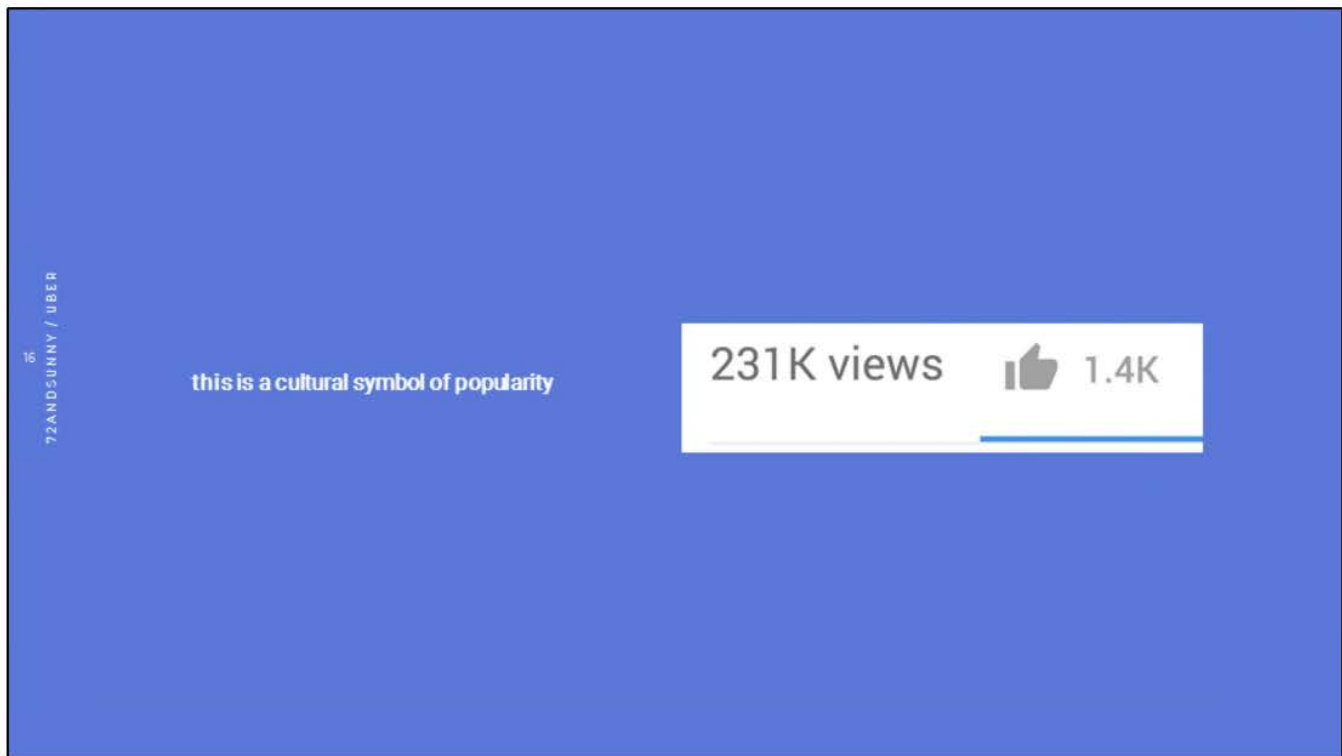 16
72ANDSUNNY / UBER
this is a cultural symbol of popularity
231K views
1.4K